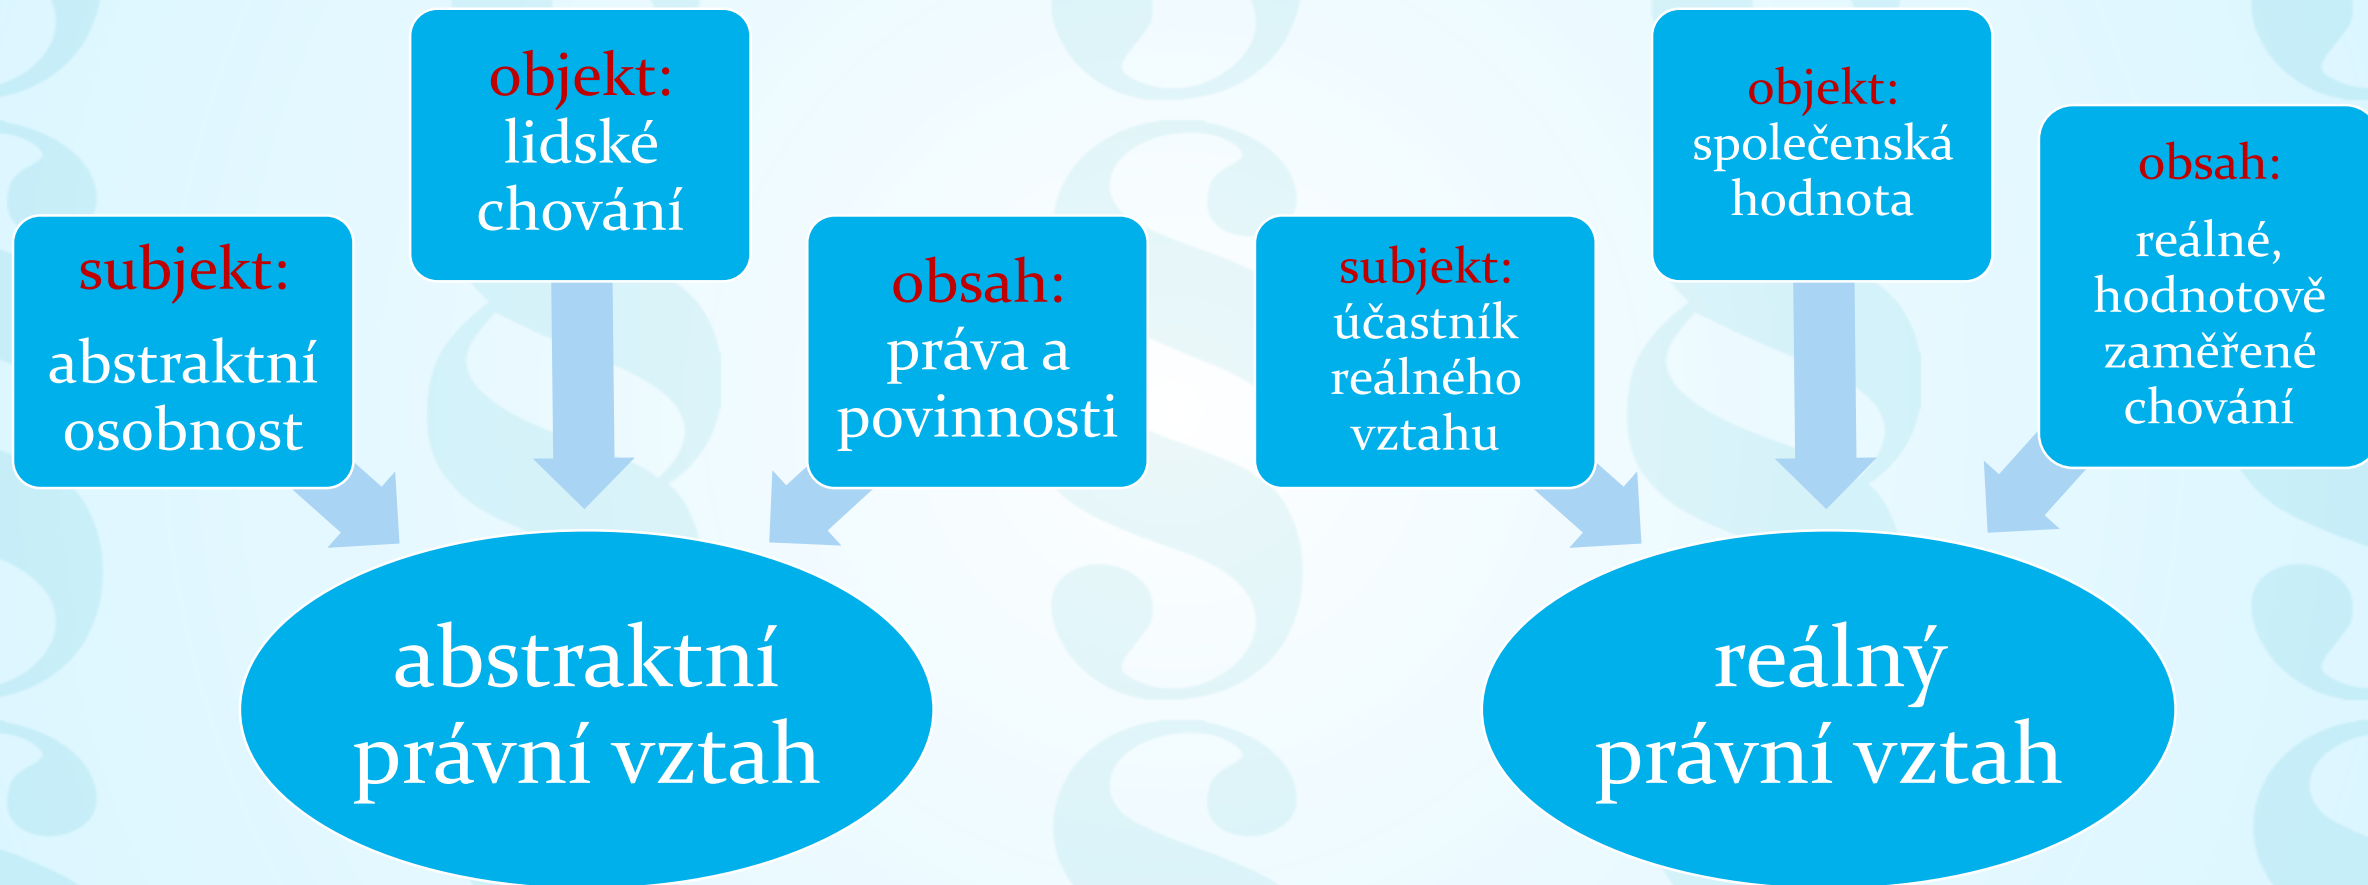 subjekt:
abstraktní
osobnost
objekt:
lidské
chování
obsah:
práva a
povinnosti
abstraktní
právní vztah
subjekt:
účastník
reálného
vztahu
objekt:
společenská
hodnota
obsah:
reálné,
hodnotově
zaměřené
chování
reálný
právní vztah